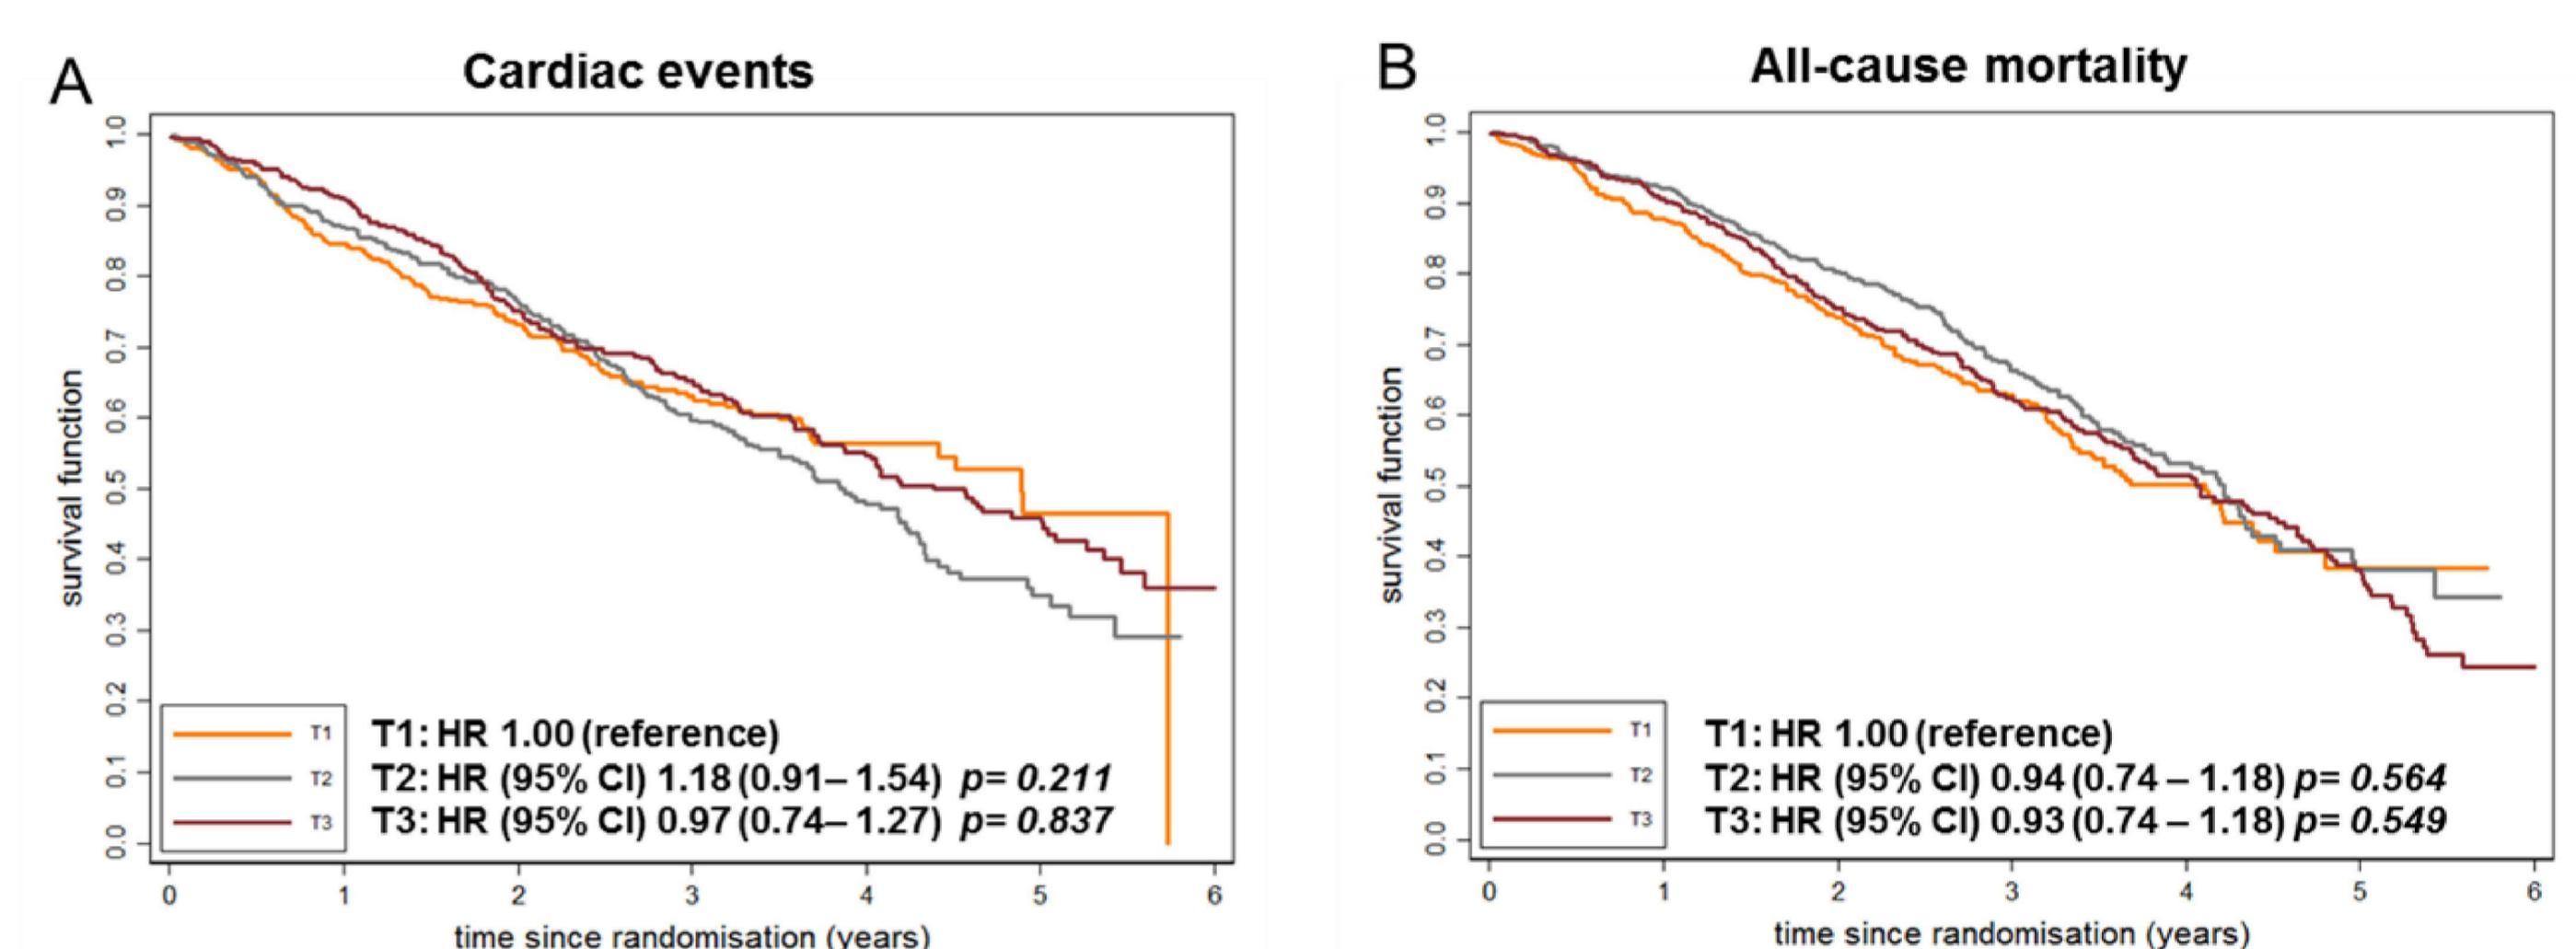 A
Cardiac events
survival function
1.0
0.9
0.8
0.7
0.6
0.5
0.4
0.3
0.2
0.1
0.0
T1
T2
T3
T1: HR 1.00 (reference)
T2: HR (95% CI) 1.18 (0.91– 1.54) p= 0.211
T3: HR (95% CI) 0.97 (0.74– 1.27) p= 0.837
0 1 2 3 4 5 6
time since randomisation (years)
B
All-cause mortality
survival function
1.0
0.9
0.8
0.7
0.6
0.5
0.4
0.3
0.2
0.1
0.0
T1
T2
T3
T1: HR 1.00 (reference)
T2: HR (95% CI) 0.94 (0.74 – 1.18) p= 0.564
T3: HR (95% CI) 0.93 (0.74 – 1.18) p= 0.549
0 1 2 3 4 5 6
time since randomisation (years)